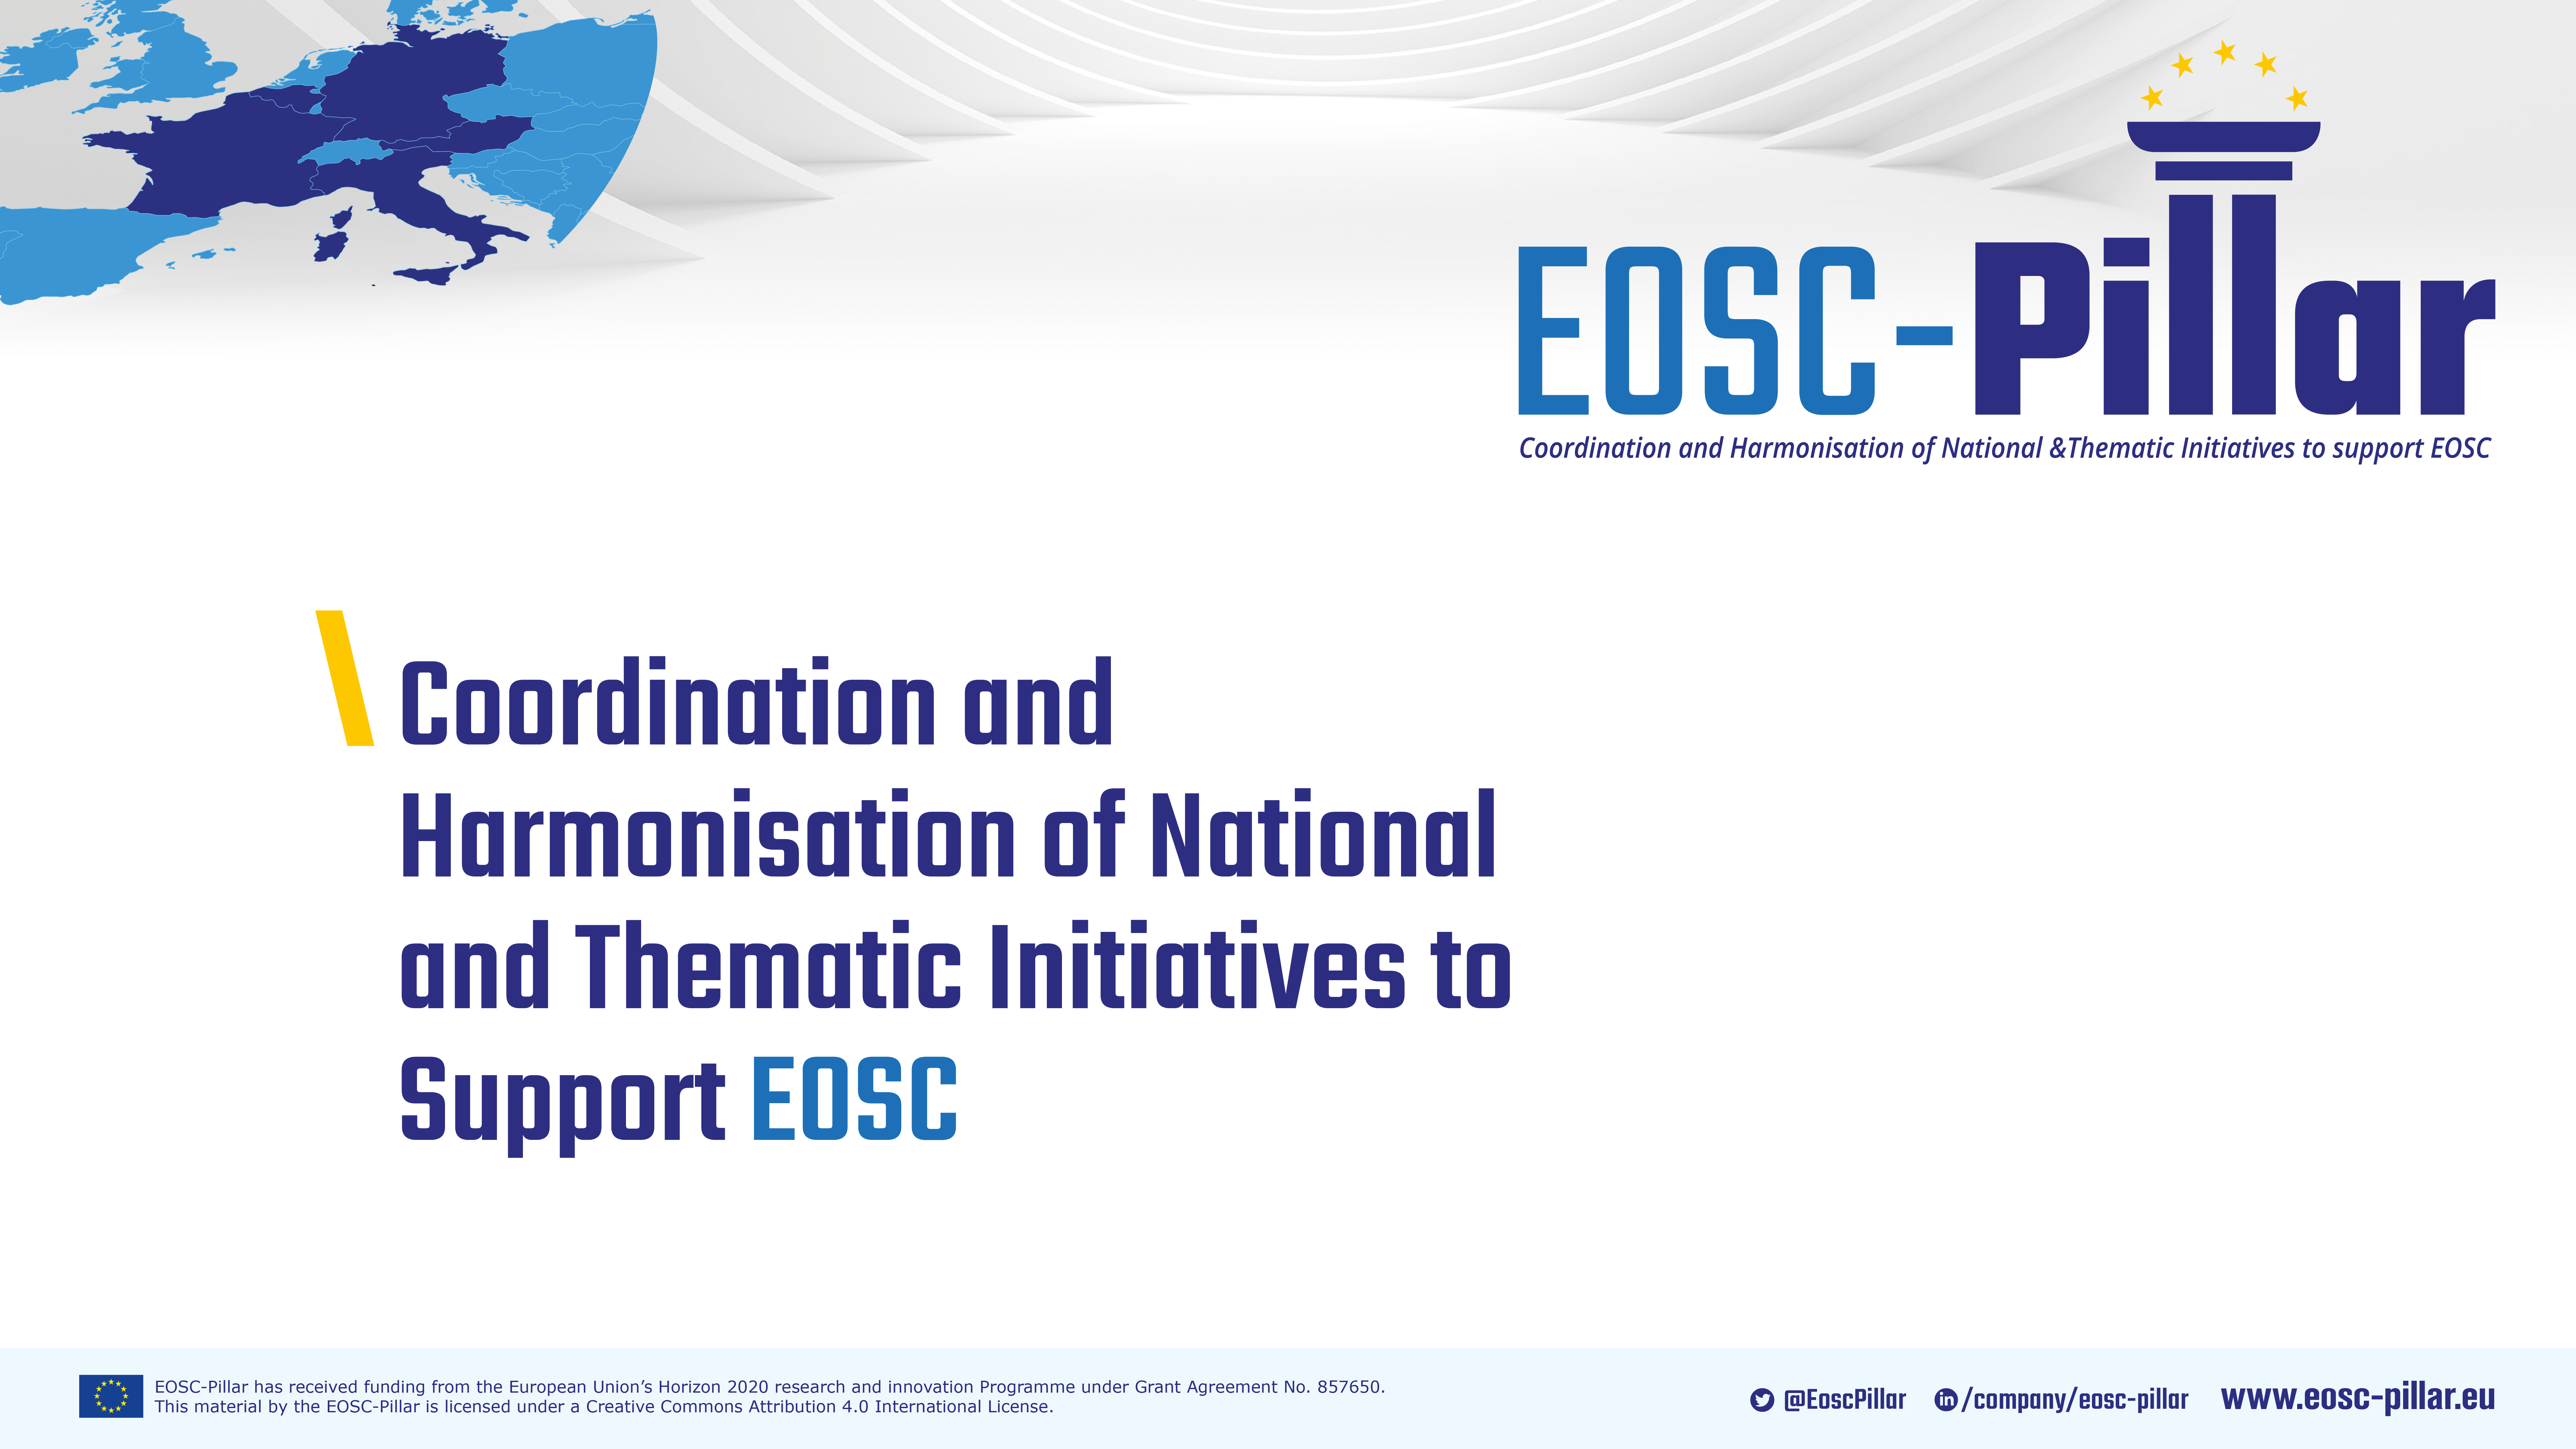 EOSC-Pillar
Coordination and Harmonisation of National &Thematic Initiatives to support EOSC
Coordination and
Harmonisation of National
and Thematic Initiatives to
Support EOSC
EOSC-Pillar has received funding from the European Union’s Horizon 2020 research and innovation Programme under Grant Agreement No. 857650.
This material by the EOSC-Pillar is licensed under a Creative Commons Attribution 4.0 International License.
@EoscPillar in /company/eosc-pillar www.eosc-pillar.eu